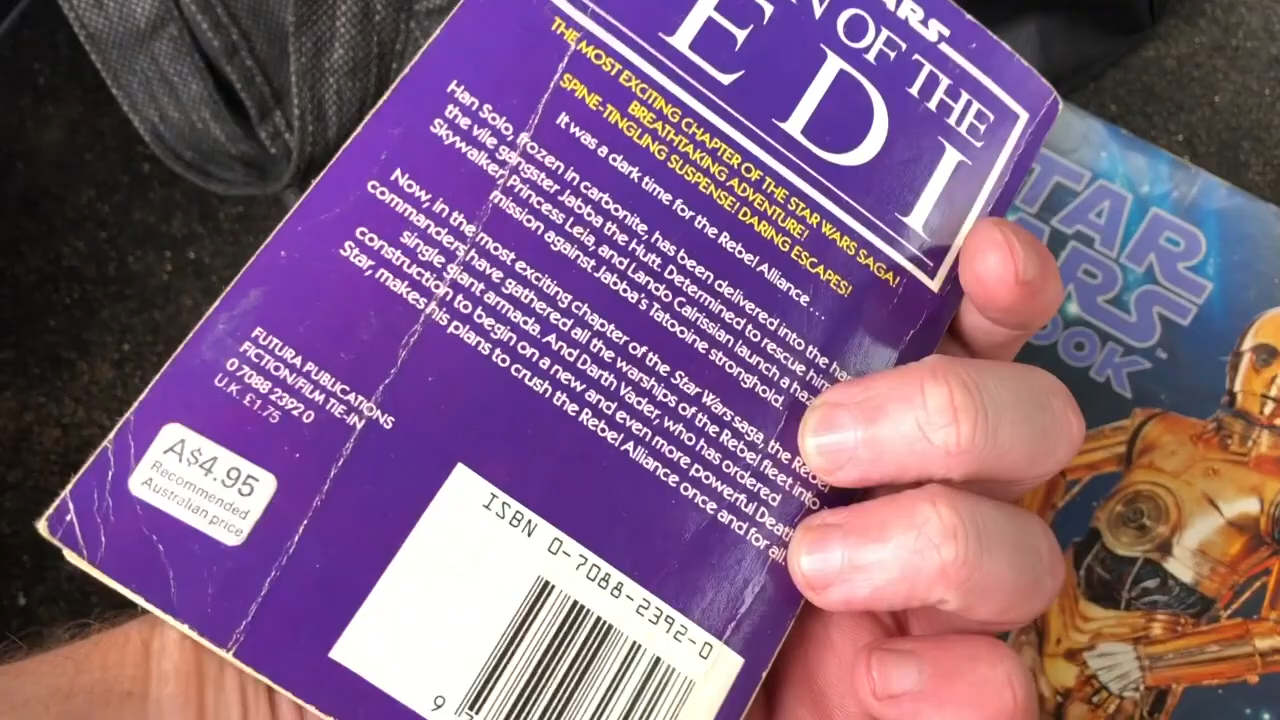 ARS
N OF THE
EDI
THE MOST EXCITING CHAPTER OF THE STAR WARS SAGA!
BREATHTAKING ADVENTURE!
SPINE-TINGLING SUSPENSE! DARING ESCAPES!
It was a dark time for the Rebel Alliance...
Han Solo, frozen in carbonite, has been delivered into the
the vile gangster Jabba the Hutt. Determined to rescue him,
Skywalker, Princess Leia, and Lando Calrissian launch a
mission against Jabba's Tatooine stronghold.
Now, in the most exciting chapter of the Star Wars saga, the Rebel
commanders have gathered all the warships of the Rebel fleet into
single giant armada. And Darth Vader, who has ordered
construction to begin on a new and even more powerful Death
Star, makes his plans to crush the Rebel Alliance once and for all.
FUTURA PUBLICATIONS
FICTION/FILM TIE-IN
0 7088 2392 0
U.K. £1.75
A$4.95
Recommended
Australian price
ISBN 0-7088-2392-0
9
STAR
WARS
BOOK